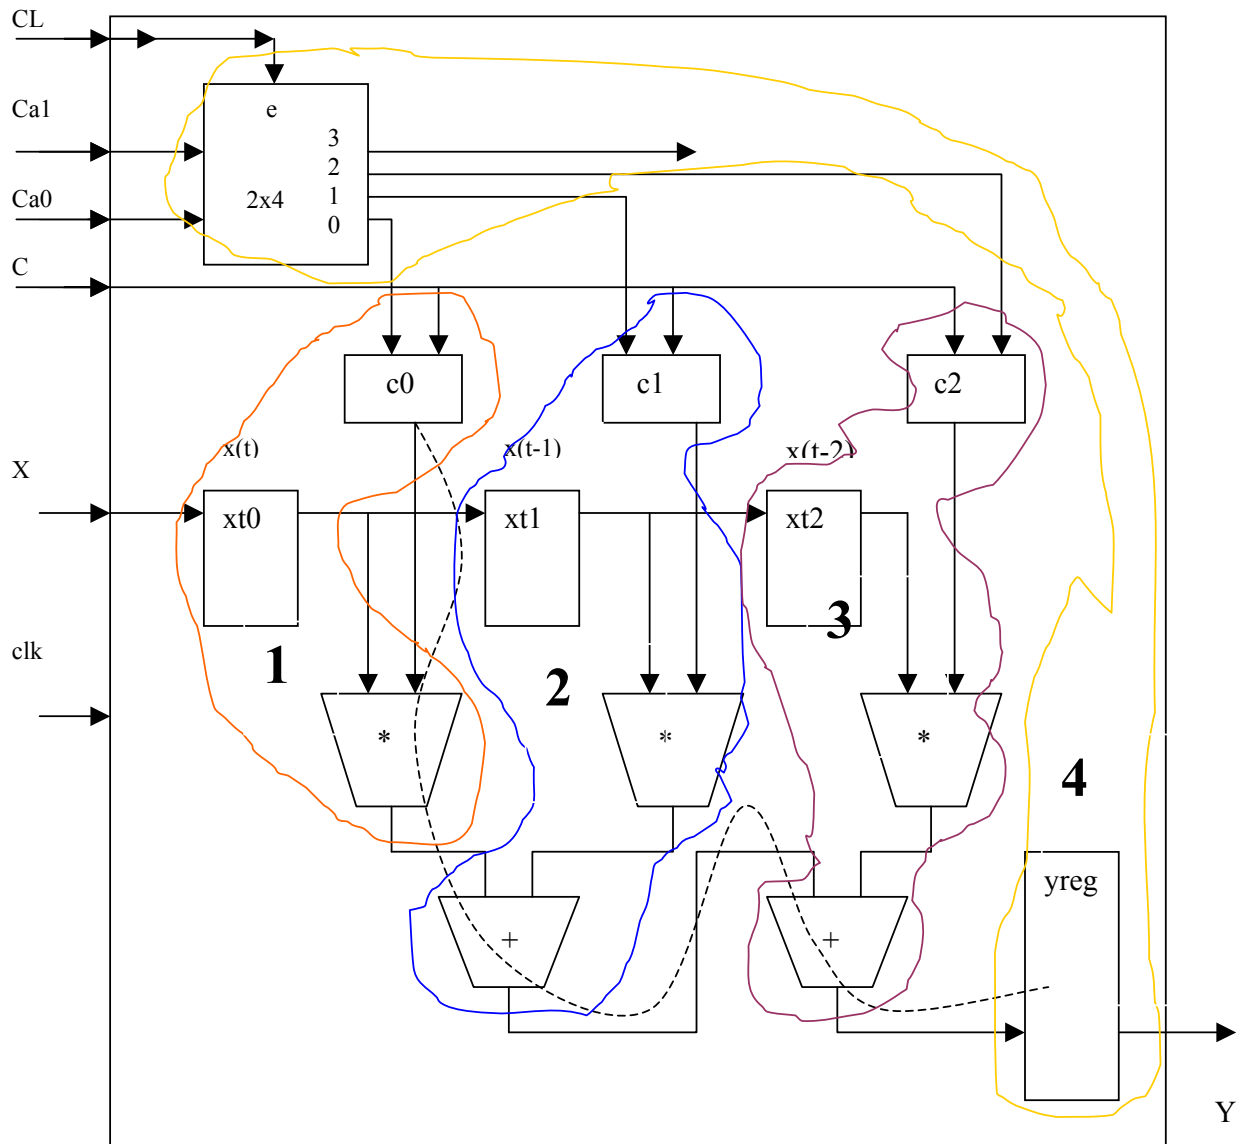 CL
e
Ca1
3
2
2x4
1
Ca0
0
C
c0
c1
c2
x(t)
x(t-1)
x(t-2)
X
xt0
xt1
xt2
3
clk
1
2
*
*
*
4
yreg
+
+
Y